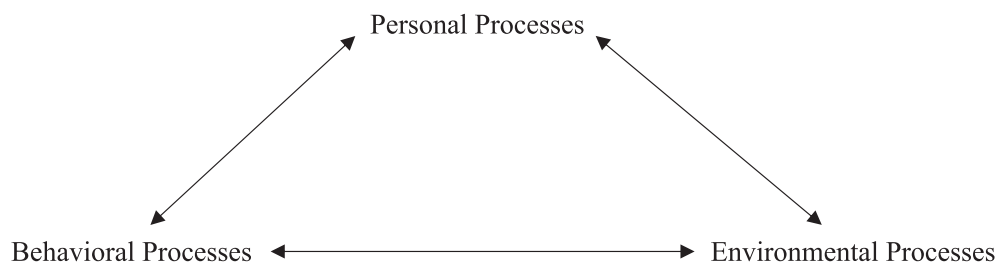 Personal Processes
Behavioral Processes
Environmental Processes